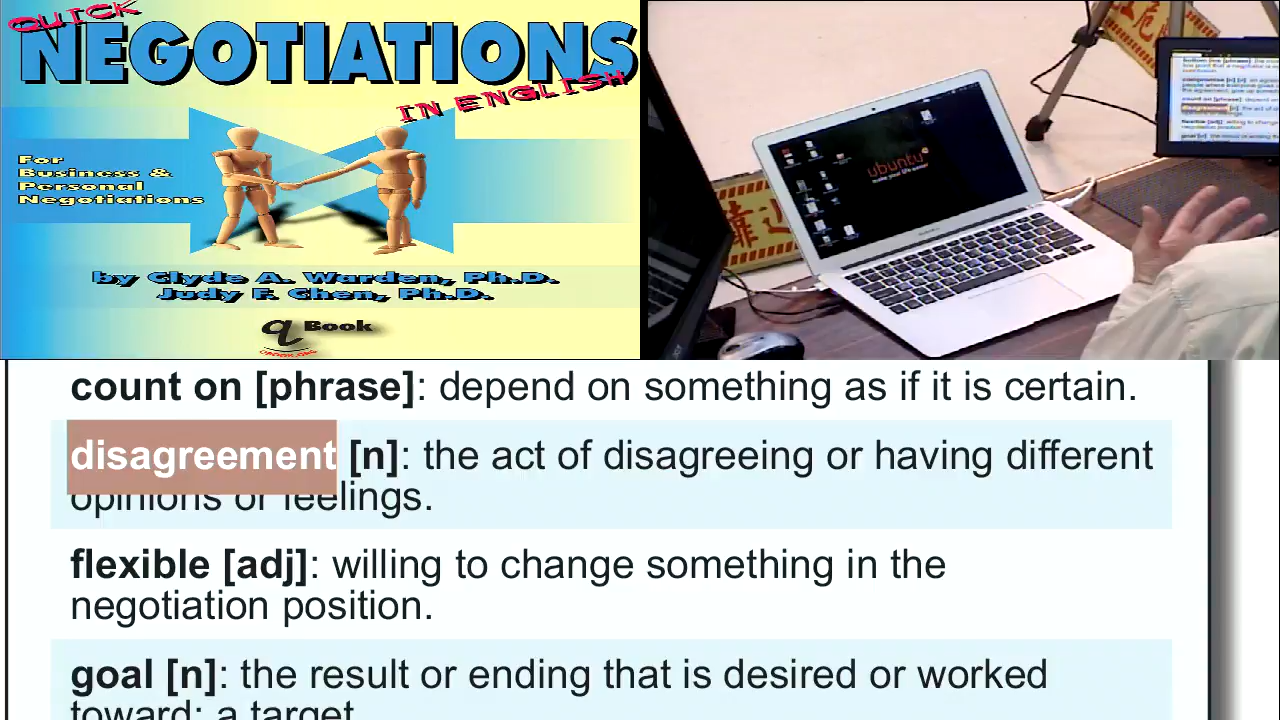 QUICK
NEGOTIATIONS
IN ENGLISH
For
Business &
Personal
Negotiations
by Clyde A. Warden, Ph.D.
Judy F. Chen, Ph.D.
q Book
ubuntu
count on [phrase]: depend on something as if it is certain.
disagreement [n]: the act of disagreeing or having different
opinions or feelings.
flexible [adj]: willing to change something in the
negotiation position.
goal [n]: the result or ending that is desired or worked
toward; a target.